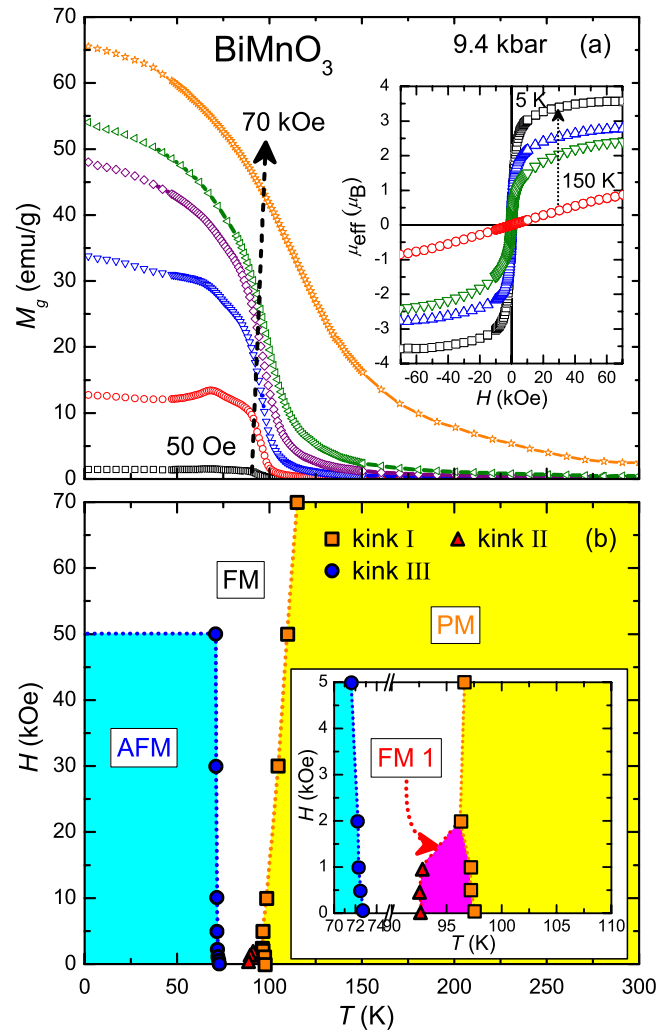 BiMnO3 9.4 kbar (a)
70 kOe
50 Oe
Mg (emu/g)
70
60
50
40
30
20
10
0
5 K
150 K
μeff (μB)
4
3
2
1
0
-1
-2
-3
-4
-60 -40 -20 0 20 40 60
H (kOe)
kink I kink II (b)
kink III
FM
PM
AFM
H (kOe)
70
60
50
40
30
20
10
0
FM 1
H (kOe)
5
4
3
2
1
0
70 72 74 90 95 100 105 110
T (K)
0 50 100 150 200 250 300
T (K)